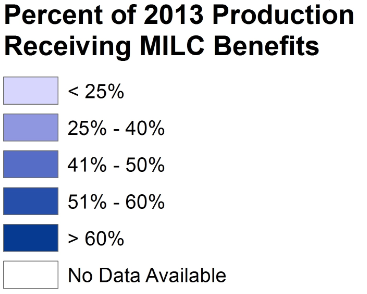 Percent of 2013 Production
Receiving MILC Benefits
< 25%
25% - 40%
41% - 50%
51% - 60%
> 60%
No Data Available